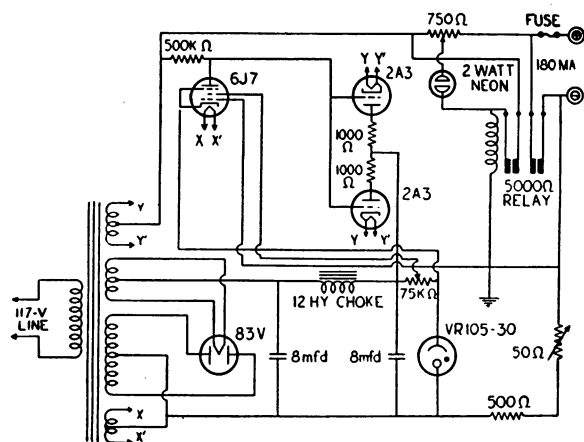 750Ω
FUSE
500K Ω
6J7
Y Y'
2A3
2 WATT
NEON
180 MA
X X'
1000
Ω
1000
Ω
2A3
5000Ω
RELAY
Y
Y'
Y Y'
117-V
LINE
12 HY CHOKE
75KΩ
83V
VR105-30
8mfd
8mfd
50Ω
500Ω
X
X'